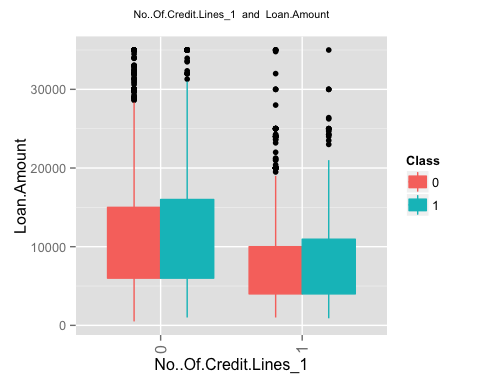 No..Of.Credit.Lines_1 and Loan.Amount
Loan.Amount
30000
20000
10000
0
0
1
No..Of.Credit.Lines_1
Class
0
1